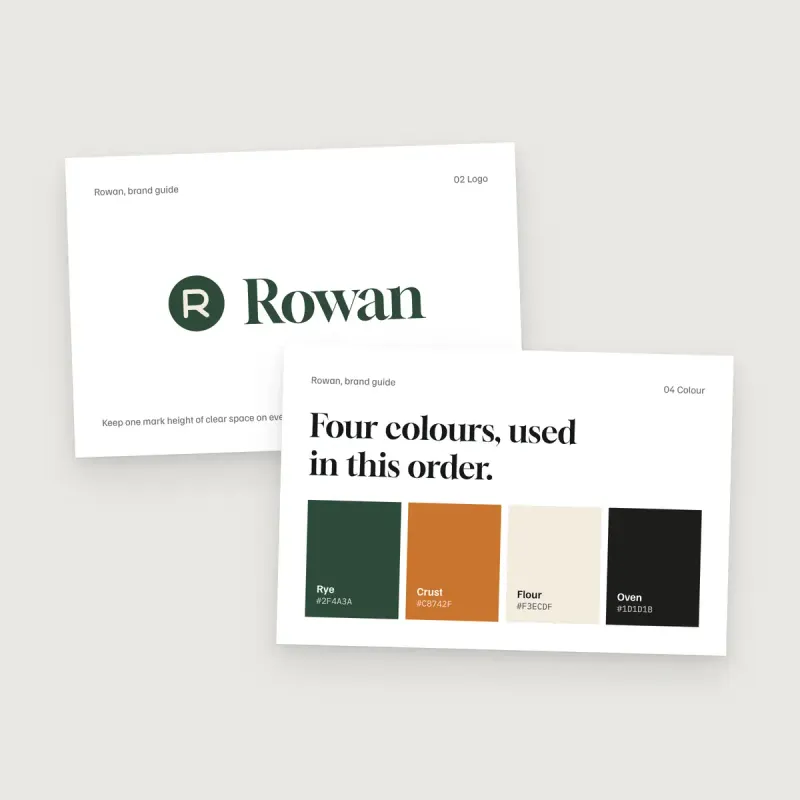 Rowan, brand guide
02 Logo
R Rowan
Keep one mark height of clear space on
Rowan, brand guide
04 Colour
Four colours, used
in this order.
Rye
#2F4A3A
Crust
#C8742F
Flour
#F3ECDF
Oven
#1D1D1B